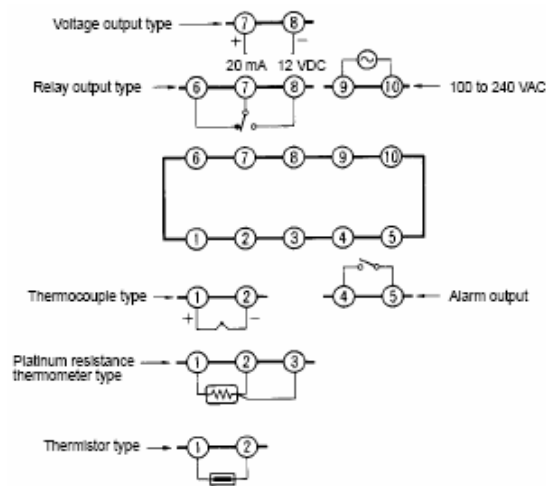 Voltage output type
7 8
+ −
20 mA 12 VDC
Relay output type
6 7 8 9 10
100 to 240 VAC
6 7 8 9 10
1 2 3 4 5
Thermocouple type
1 2
+ −
4 5
Alarm output
Platinum resistance
thermometer type
1 2 3
Thermistor type
1 2